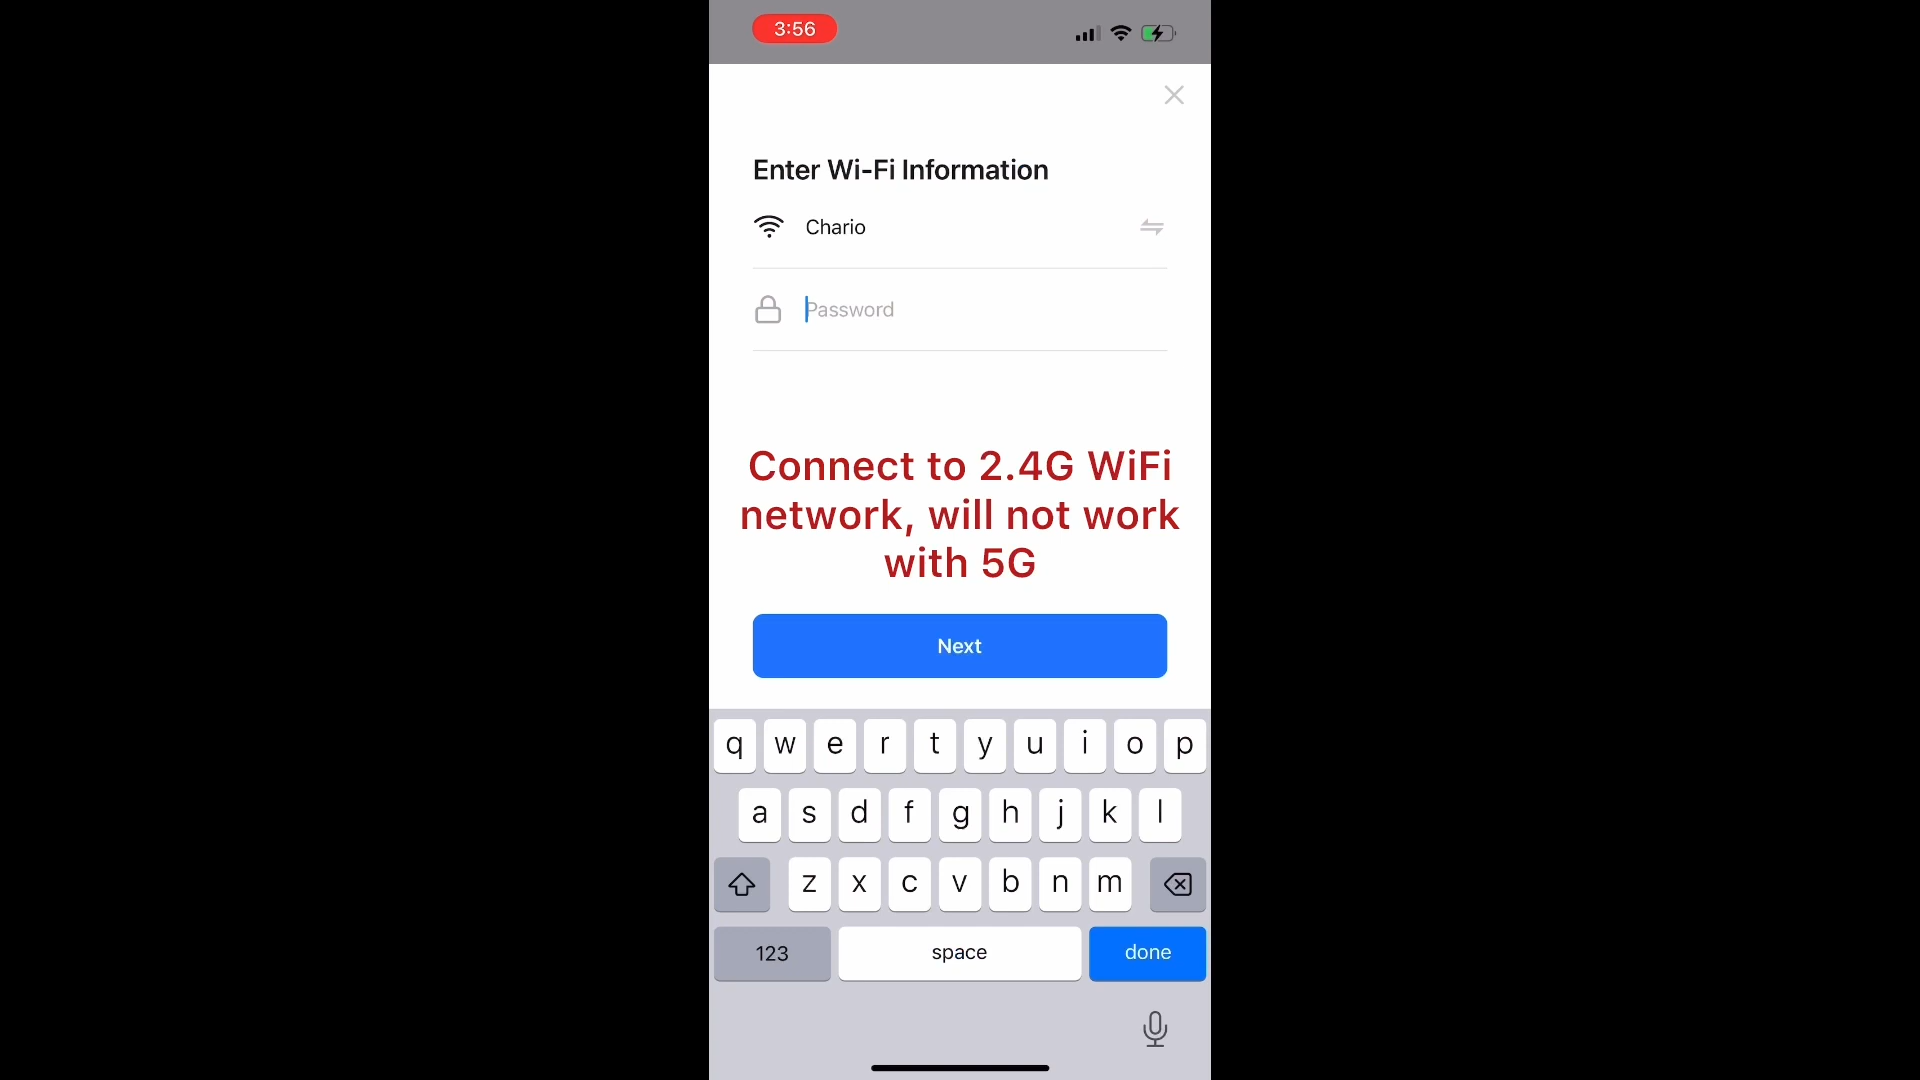 3:56
Enter Wi-Fi Information
Chario
Password
Connect to 2.4G WiFi
network, will not work
with 5G
Next
q w e r t y u i o p
a s d f g h j k l
z x c v b n m
123 space done